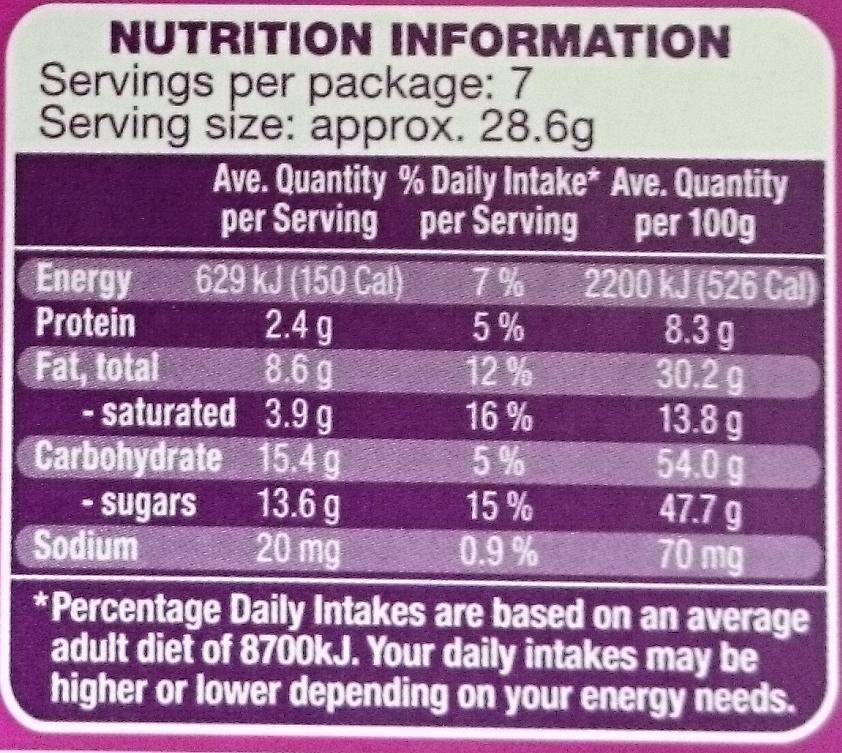 NUTRITION INFORMATION
Servings per package: 7
Serving size: approx. 28.6g
Ave. Quantity % Daily Intake* Ave. Quantity
per Serving per Serving per 100g
Energy 629 kJ (150 Cal) 7 % 2200 kJ (526 Cal)
Protein 2.4 g 5 % 8.3 g
Fat, total 8.6 g 12 % 30.2 g
- saturated 3.9 g 16 % 13.8 g
Carbohydrate 15.4 g 5 % 54.0 g
- sugars 13.6 g 15 % 47.7 g
Sodium 20 mg 0.9 % 70 mg
*Percentage Daily Intakes are based on an average
adult diet of 8700kJ. Your daily intakes may be
higher or lower depending on your energy needs.